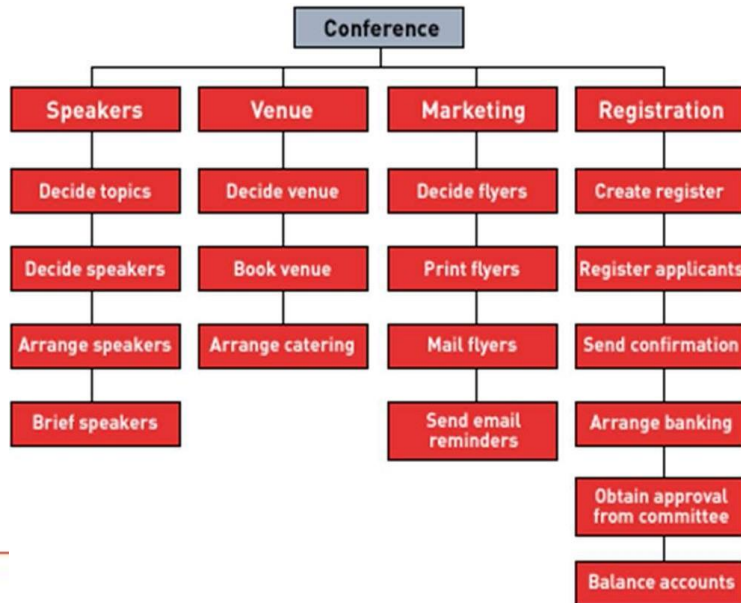 Conference
Speakers
Decide topics
Decide speakers
Arrange speakers
Brief speakers
Venue
Decide venue
Book venue
Arrange catering
Marketing
Decide flyers
Print flyers
Mail flyers
Send email
reminders
Registration
Create register
Register applicants
Send confirmation
Arrange banking
Obtain approval
from committee
Balance accounts